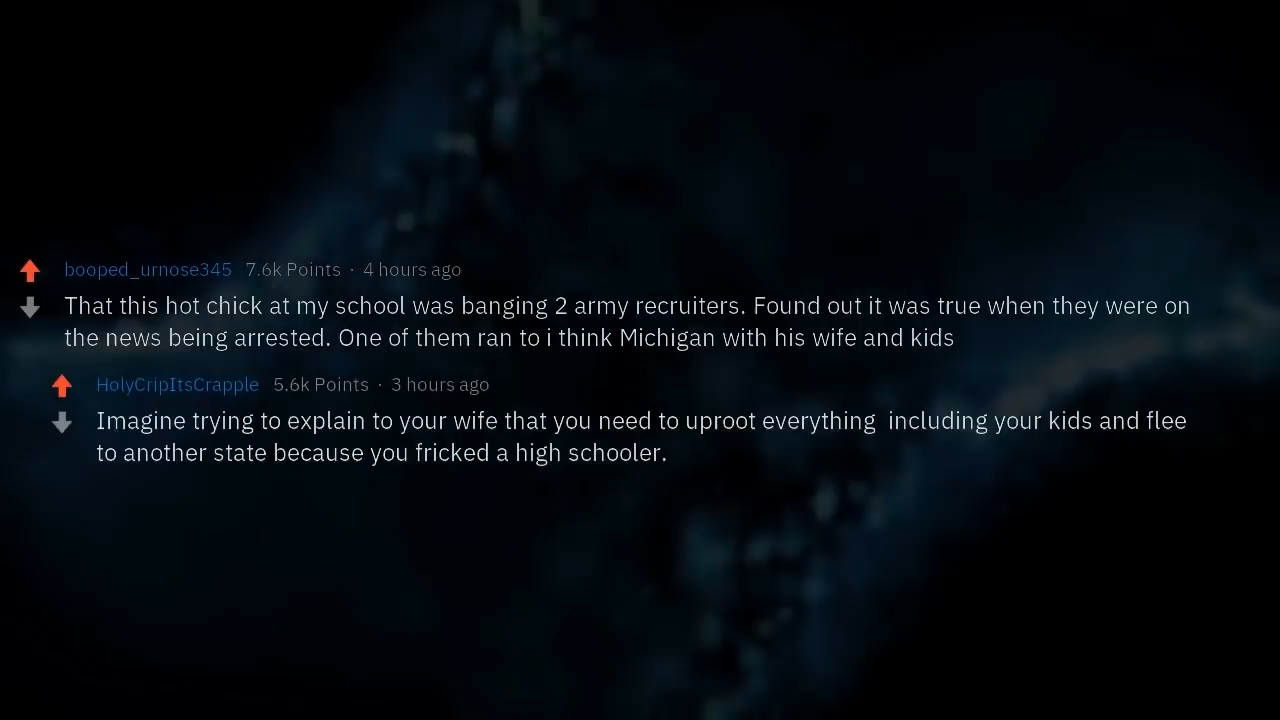 booped_urnose345 7.6k Points · 4 hours ago
That this hot chick at my school was banging 2 army recruiters. Found out it was true when they were on
the news being arrested. One of them ran to i think Michigan with his wife and kids
HolyCripItsCrapple 5.6k Points · 3 hours ago
Imagine trying to explain to your wife that you need to uproot everything  including your kids and flee
to another state because you fricked a high schooler.